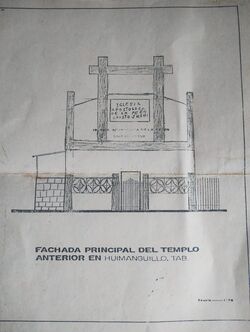 IGLESIA
APOSTOLICA
DE LA FE EN
CRISTO JESUS
FACHADA PRINCIPAL DEL TEMPLO
ANTERIOR EN HUIMANGUILLO, TAB.